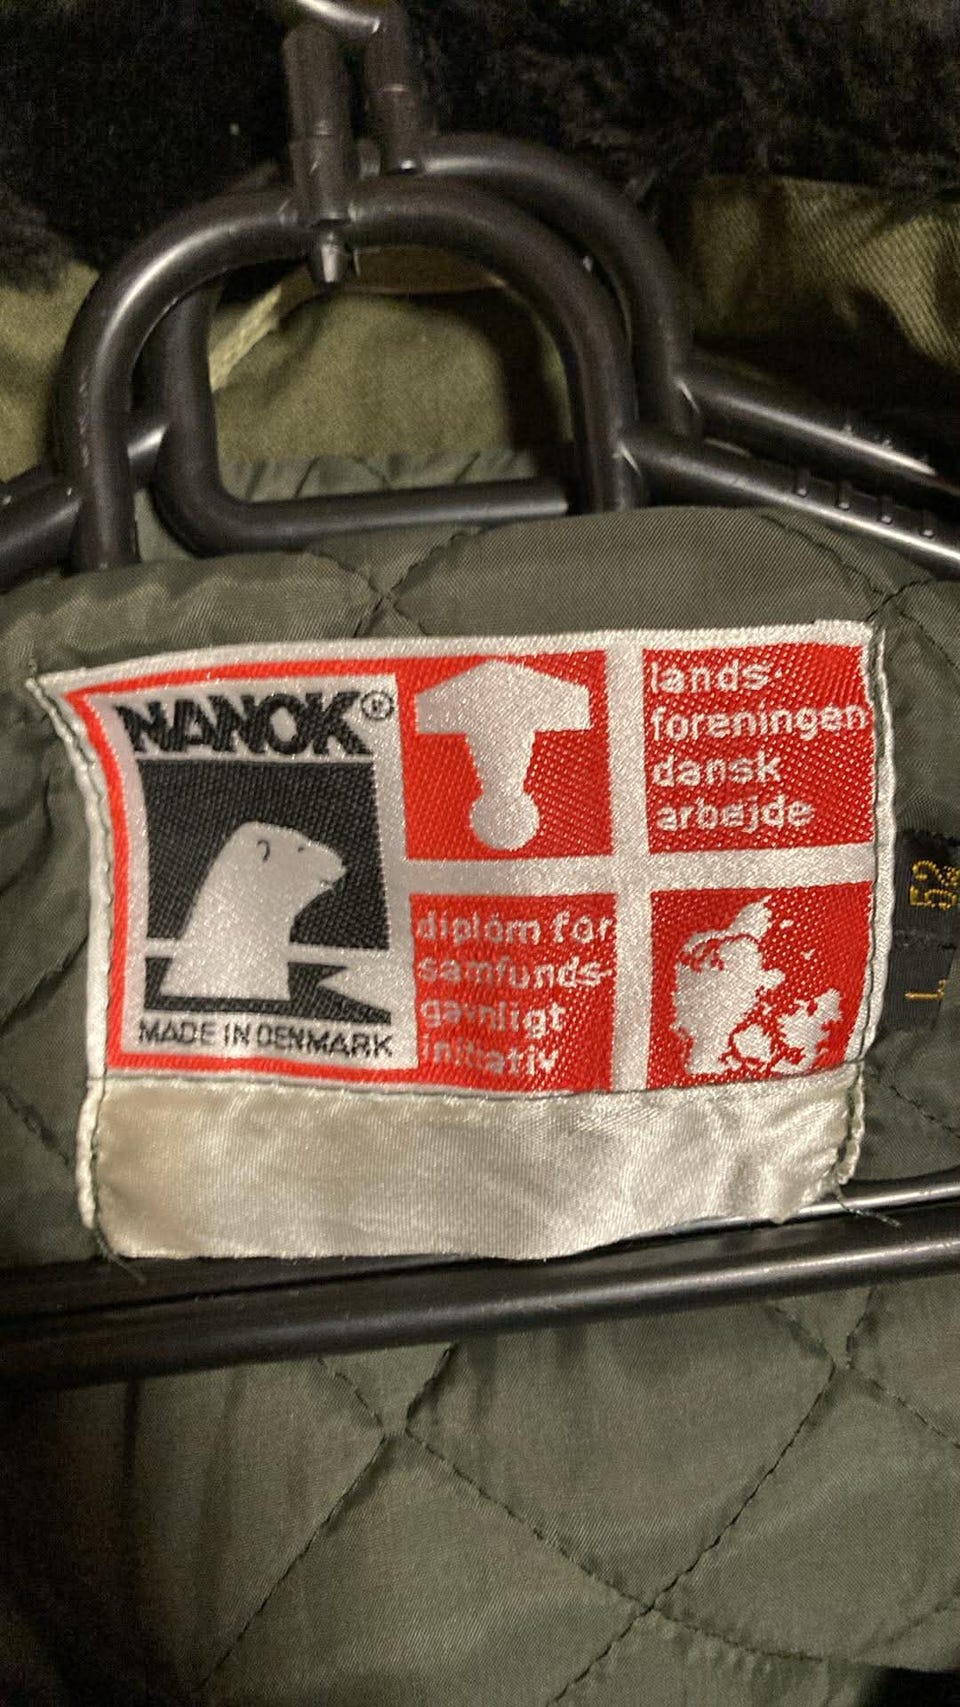 NANOK®
MADE IN DENMARK
lands-
foreningen
dansk
arbejde
diplom for
samfunds-
gavnligt
initiativ
52
L